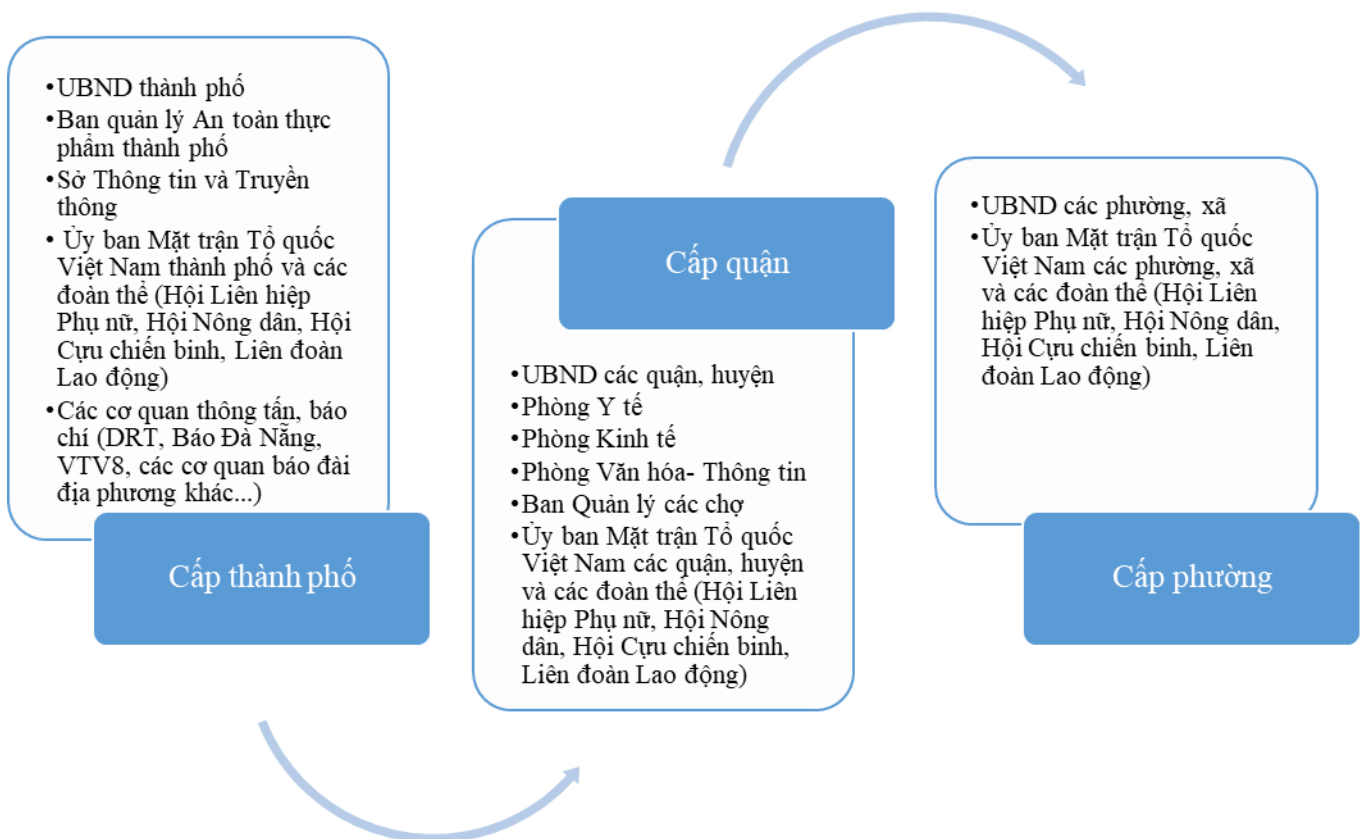 •UBND thành phố
•Ban quản lý An toàn thực
phẩm thành phố
•Sở Thông tin và Truyền
thông
• Ủy ban Mặt trận Tổ quốc
Việt Nam thành phố và các
đoàn thể (Hội Liên hiệp
Phụ nữ, Hội Nông dân, Hội
Cựu chiến binh, Liên đoàn
Lao động)
•Các cơ quan thông tấn, báo
chí (DRT, Báo Đà Nẵng,
VTV8, các cơ quan báo đài
địa phương khác...)
Cấp thành phố
Cấp quận
•UBND các quận, huyện
•Phòng Y tế
•Phòng Kinh tế
•Phòng Văn hóa- Thông tin
•Ban Quản lý các chợ
•Ủy ban Mặt trận Tổ quốc
Việt Nam các quận, huyện
và các đoàn thể (Hội Liên
hiệp Phụ nữ, Hội Nông
dân, Hội Cựu chiến binh,
Liên đoàn Lao động)
•UBND các phường, xã
•Ủy ban Mặt trận Tổ quốc
Việt Nam các phường, xã
và các đoàn thể (Hội Liên
hiệp Phụ nữ, Hội Nông dân,
Hội Cựu chiến binh, Liên
đoàn Lao động)
Cấp phường